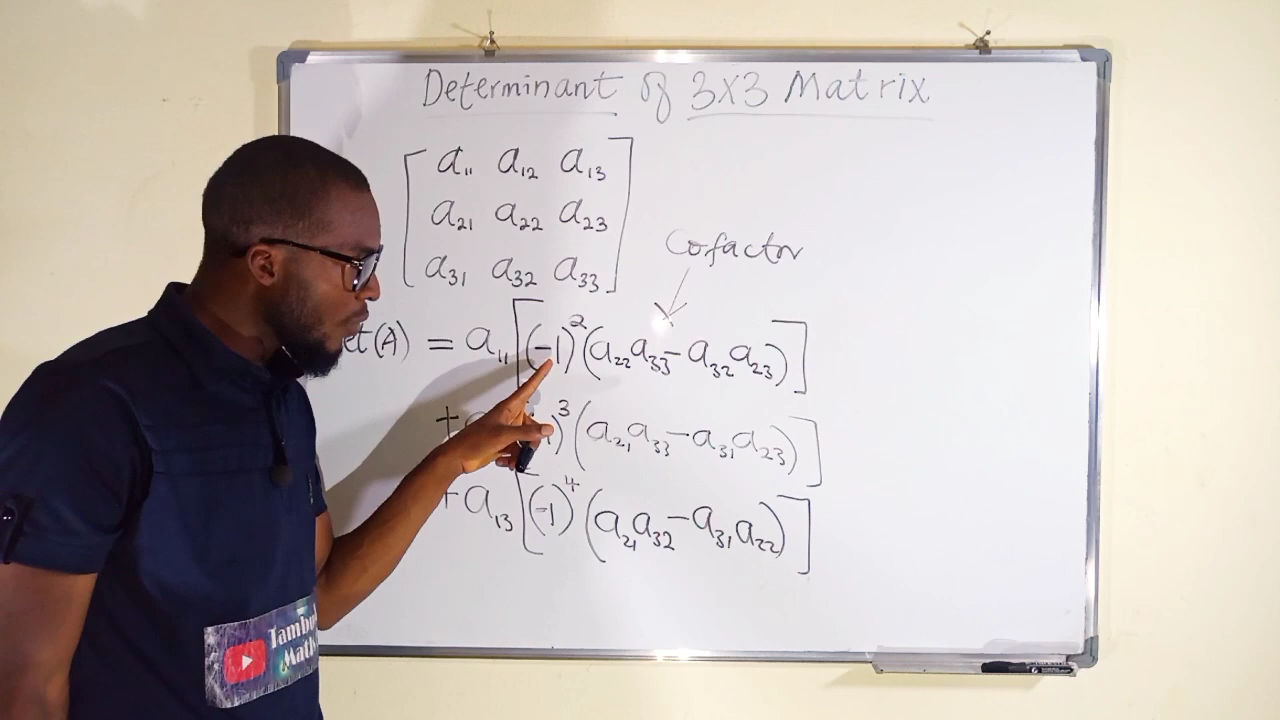 Determinant of 3x3 Matrix
a₁₁ a₁₂ a₁₃
a₂₁ a₂₂ a₂₃
a₃₁ a₃₂ a₃₃
Cofactor
(A) = a₁₁[(-1)²(a₂₂a₃₃-a₃₂a₂₃)]
+ )³(a₂₁a₃₃-a₃₁a₂₃)]
+a₁₃[(-1)⁴(a₂₁a₃₂-a₃₁a₂₂)]